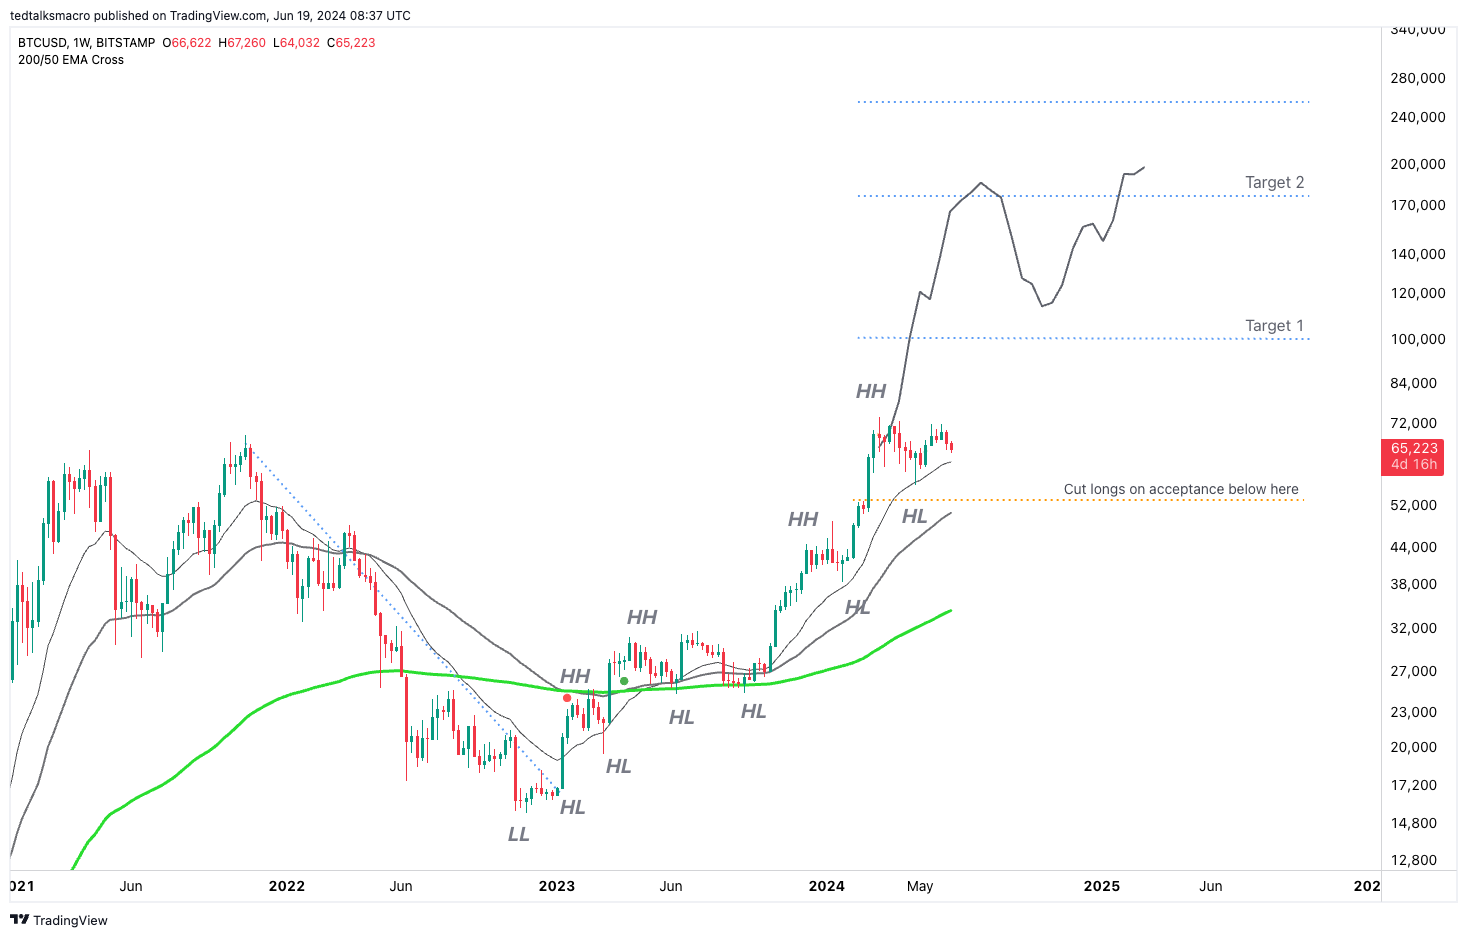 tedtalksmacro published on TradingView.com, Jun 19, 2024 08:37 UTC
BTCUSD, 1W, BITSTAMP O66,622 H67,260 L64,032 C65,223
200/50 EMA Cross
340,000
280,000
240,000
200,000
Target 2
170,000
140,000
120,000
Target 1
100,000
HH
84,000
72,000
65,223
4d 16h
Cut longs on acceptance below here
52,000
HH
HL
44,000
38,000
HL
HH
32,000
HH
27,000
HL
HL
23,000
HL
20,000
17,200
HL
14,800
LL
12,800
021
Jun
2022
Jun
2023
Jun
2024
May
2025
Jun
202
TradingView